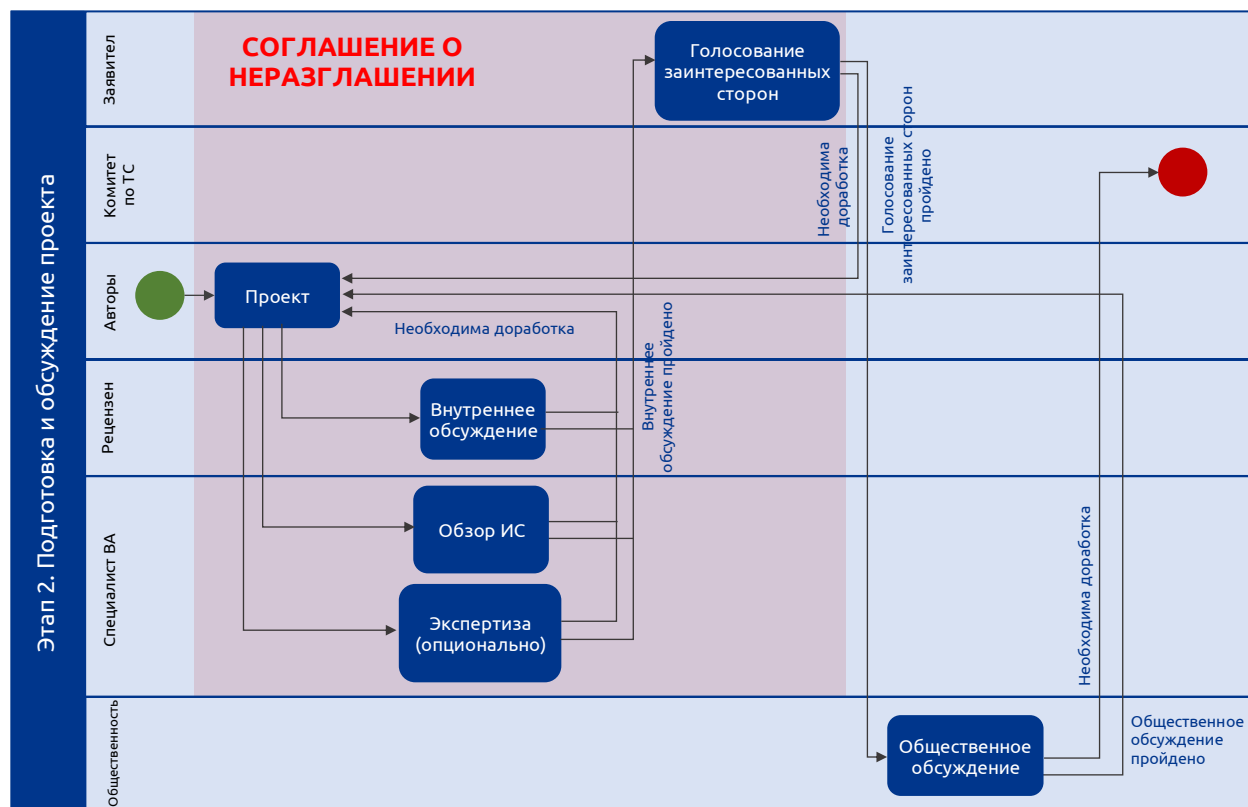 Этап 2. Подготовка и обсуждение проекта
Заявител
СОГЛАШЕНИЕ О
НЕРАЗГЛАШЕНИИ
Голосование
заинтересованных
сторон
Комитет
по ТС
Необходима
доработка
Голосование
заинтересованных сторон
пройдено
Авторы
Проект
Необходима доработка
Рецензен
Внутреннее
обсуждение
Внутреннее
обсуждение пройдено
Специалист ВА
Обзор ИС
Экспертиза
(опционально)
Необходима доработка
Общественность
Общественное
обсуждение
Общественное
обсуждение
пройдено